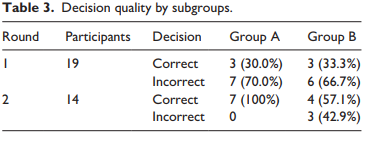 Table 3. Decision quality by subgroups.
Round Participants Decision Group A Group B
1 19 Correct 3 (30.0%) 3 (33.3%)
Incorrect 7 (70.0%) 6 (66.7%)
2 14 Correct 7 (100%) 4 (57.1%)
Incorrect 0 3 (42.9%)